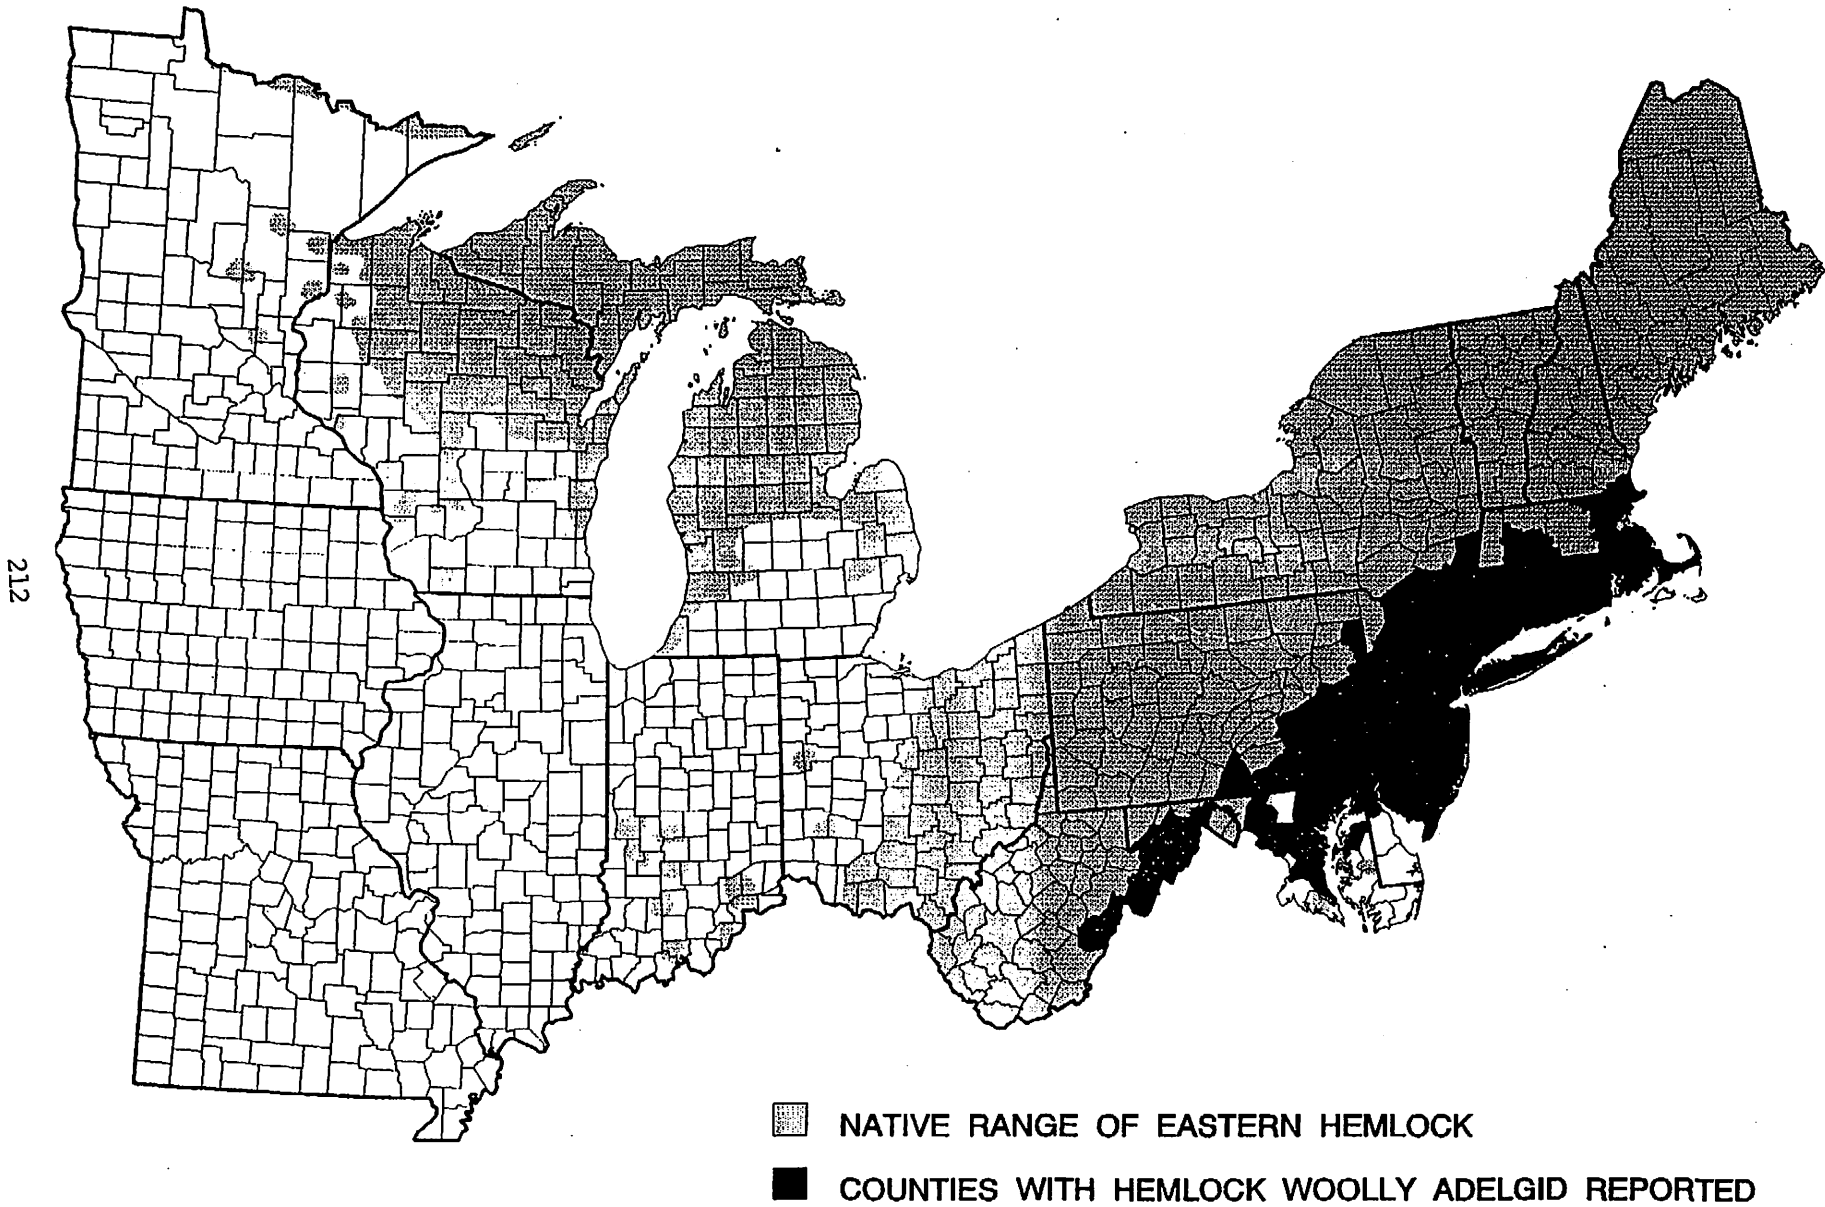 212
NATIVE RANGE OF EASTERN HEMLOCK
COUNTIES WITH HEMLOCK WOOLLY ADELGID REPORTED